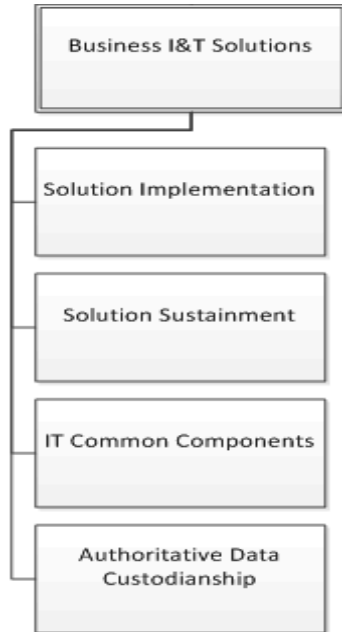 Business I&T Solutions
Solution Implementation
Solution Sustainment
IT Common Components
Authoritative Data
Custodianship